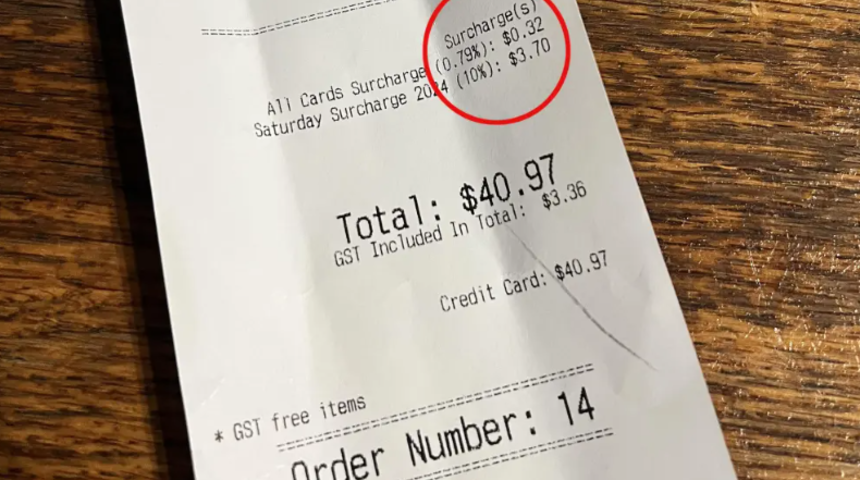 Surcharge(s)
All Cards Surcharge (0.79%): $0.32
Saturday Surcharge 2024 (10%): $3.70
Total: $40.97
GST Included In Total: $3.36
Credit Card: $40.97
* GST free items
Order Number: 14